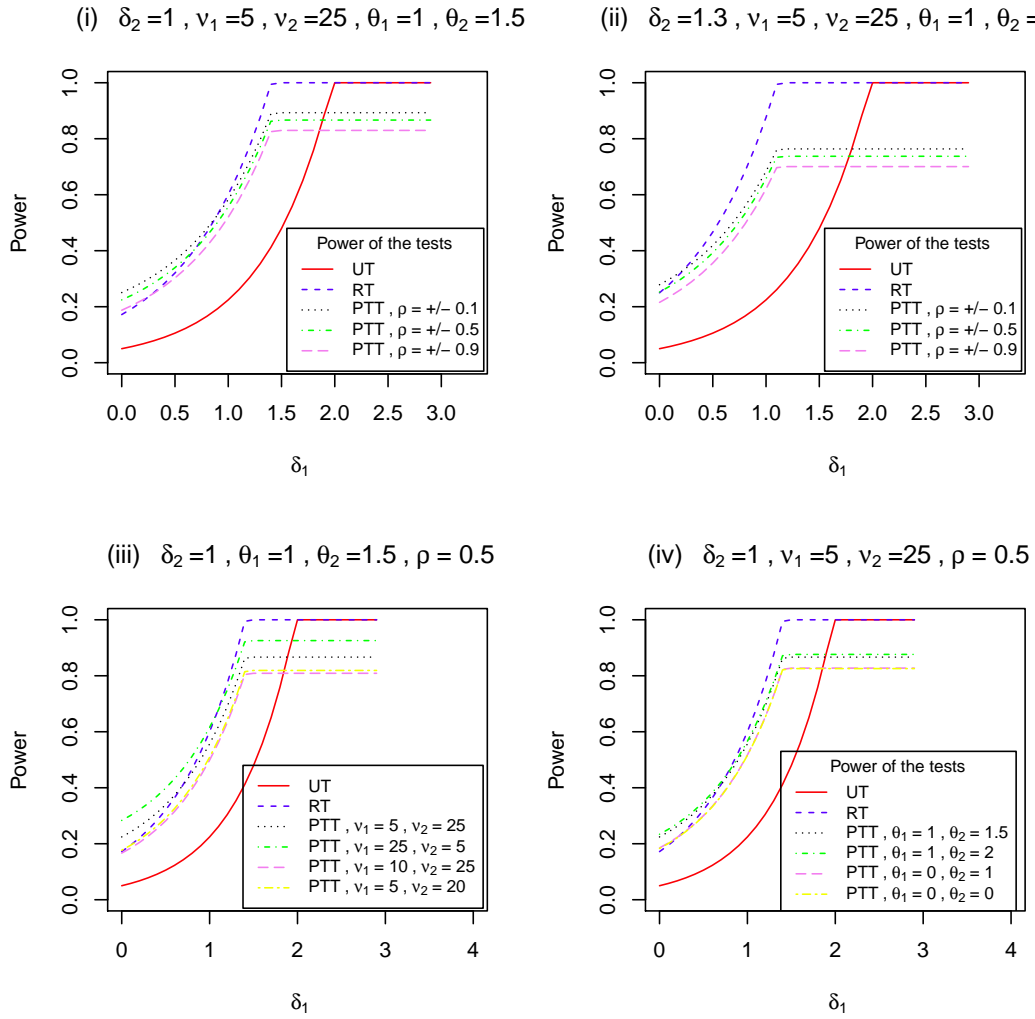 (i) δ2 =1 , ν1 =5 , ν2 =25 , θ1 =1 , θ2 =1.5
Power
0.0 0.2 0.4 0.6 0.8 1.0
Power of the tests
UT
RT
PTT , ρ = +/− 0.1
PTT , ρ = +/− 0.5
PTT , ρ = +/− 0.9
0.0 0.5 1.0 1.5 2.0 2.5 3.0
δ1
(ii) δ2 =1.3 , ν1 =5 , ν2 =25 , θ1 =1 , θ2 =
Power
0.0 0.2 0.4 0.6 0.8 1.0
Power of the tests
UT
RT
PTT , ρ = +/− 0.1
PTT , ρ = +/− 0.5
PTT , ρ = +/− 0.9
0.0 0.5 1.0 1.5 2.0 2.5 3.0
δ1
(iii) δ2 =1 , θ1 =1 , θ2 =1.5 , ρ = 0.5
Power
0.0 0.2 0.4 0.6 0.8 1.0
UT
RT
PTT , ν1 = 5 , ν2 = 25
PTT , ν1 = 25 , ν2 = 5
PTT , ν1 = 10 , ν2 = 25
PTT , ν1 = 5 , ν2 = 20
0 1 2 3 4
δ1
(iv) δ2 =1 , ν1 =5 , ν2 =25 , ρ = 0.5
Power
0.0 0.2 0.4 0.6 0.8 1.0
Power of the tests
UT
RT
PTT , θ1 = 1 , θ2 = 1.5
PTT , θ1 = 1 , θ2 = 2
PTT , θ1 = 0 , θ2 = 1
PTT , θ1 = 0 , θ2 = 0
0 1 2 3 4
δ1